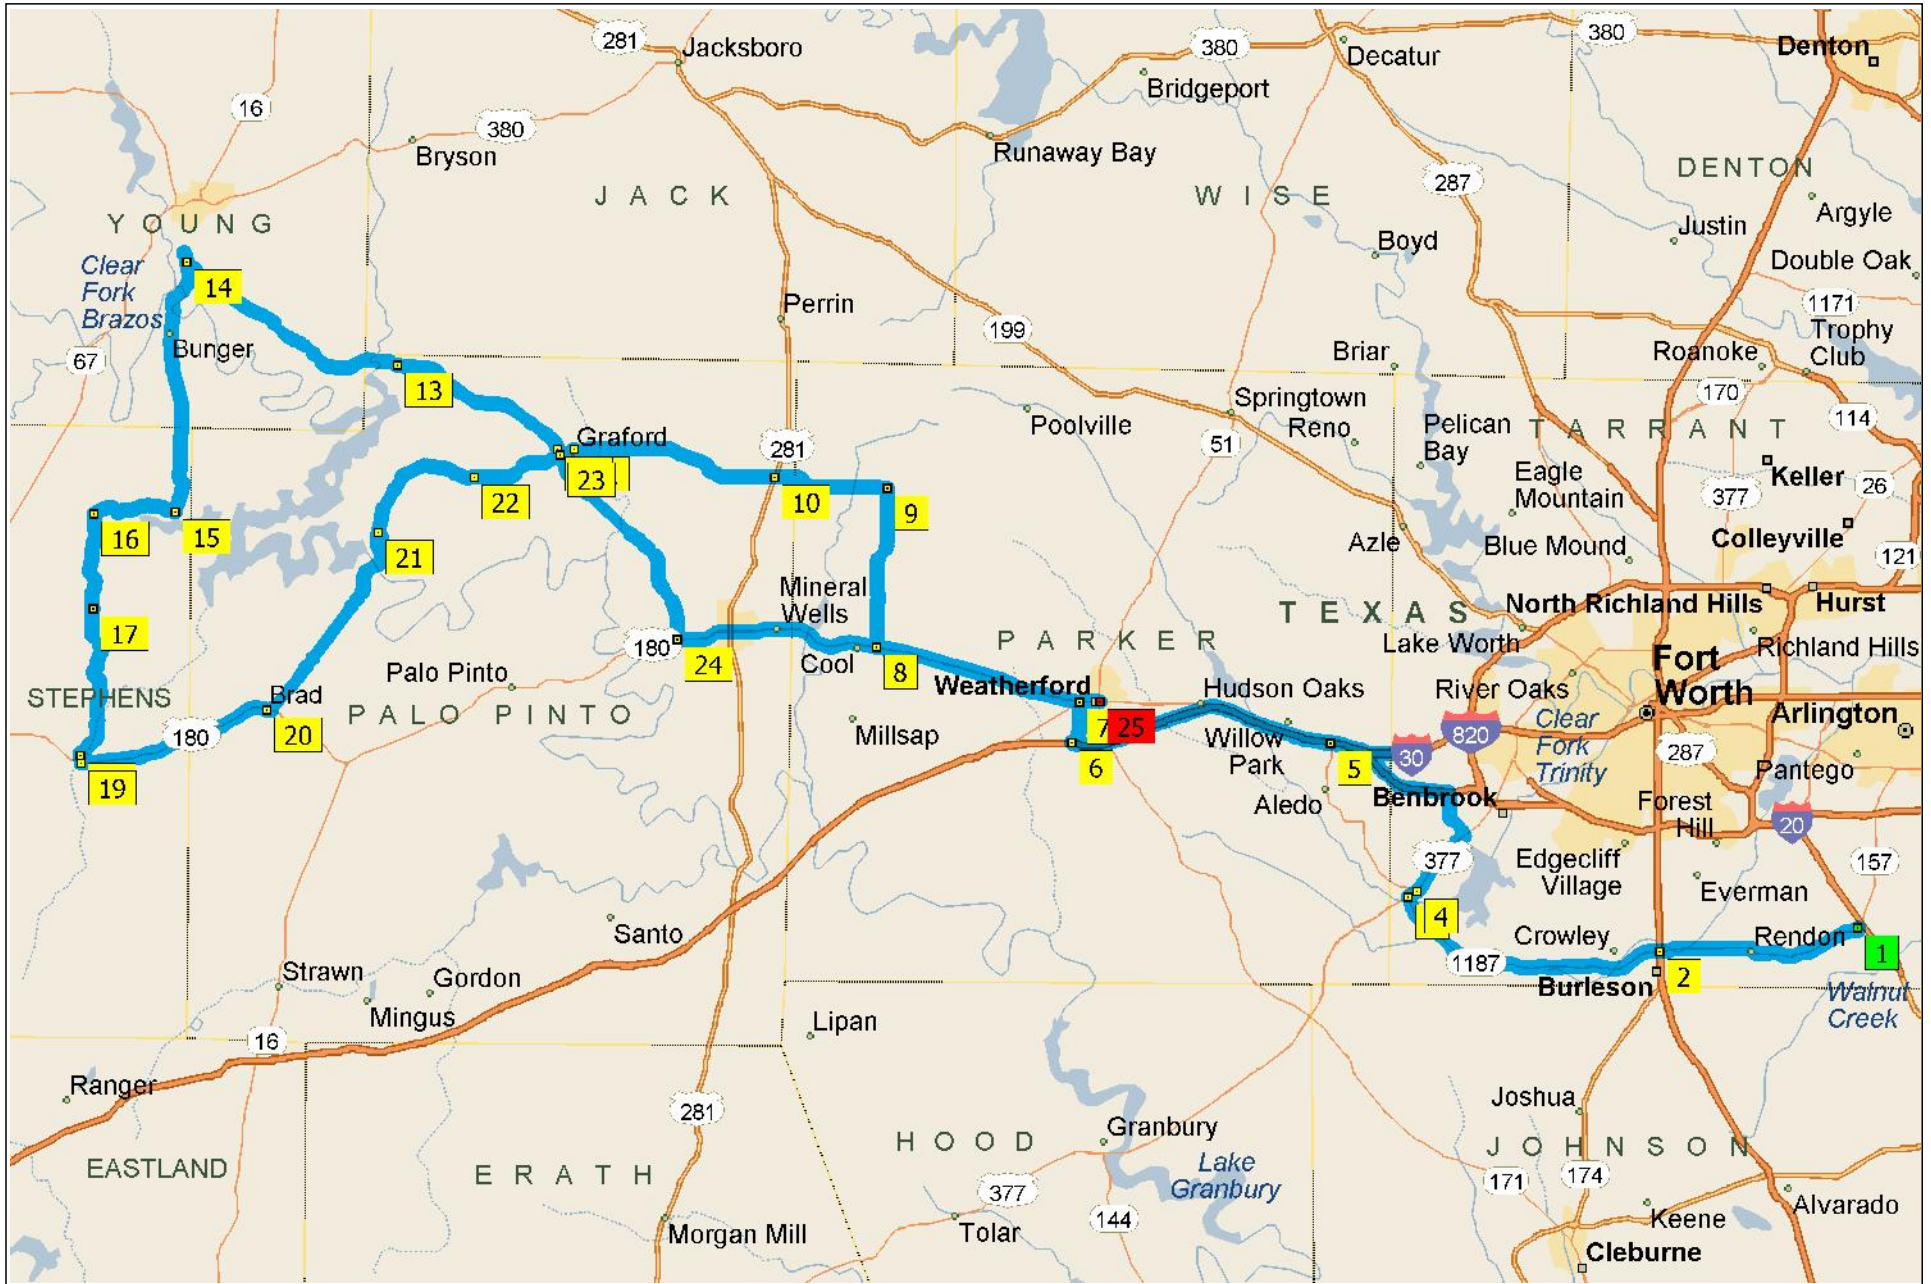 281
Jacksboro
380
Decatur
380
Denton
Bridgeport
16
380
Bryson
Runaway Bay
DENTON
JACK
WISE
287
Argyle
YOUNG
Justin
Boyd
Clear
Fork
Brazos
Double Oak
14
Perrin
1171
199
Trophy
Club
Bunger
67
Briar
Roanoke
13
170
Springtown
Reno
114
Poolville
Pelican
Bay
TARRANT
Graford
281
51
Keller
26
Eagle
Mountain
377
23
22
10
9
16
15
Azle
Blue Mound
Colleyville
121
21
Mineral
Wells
TEXAS
North Richland Hills
Hurst
17
180
24
Cool
8
PARKER
Lake Worth
Richland Hills
Fort
Worth
Palo Pinto
Weatherford
Hudson Oaks
River Oaks
STEPHENS
Brad
PALO PINTO
20
180
7
25
Millsap
Willow
Park
30
820
Clear
Fork
Trinity
287
Arlington
Pantego
19
6
5
Aledo
Benbrook
Forest
Hill
20
377
Edgecliff
Village
157
Everman
4
Santo
Crowley
Rendon
1
1187
2
Burleson
Strawn
Gordon
Mingus
Walnut
Creek
Lipan
16
Ranger
Joshua
281
Granbury
HOOD
JOHNSON
EASTLAND
ERATH
Lake
Granbury
377
171
174
144
Alvarado
Morgan Mill
Tolar
Keene
Cleburne